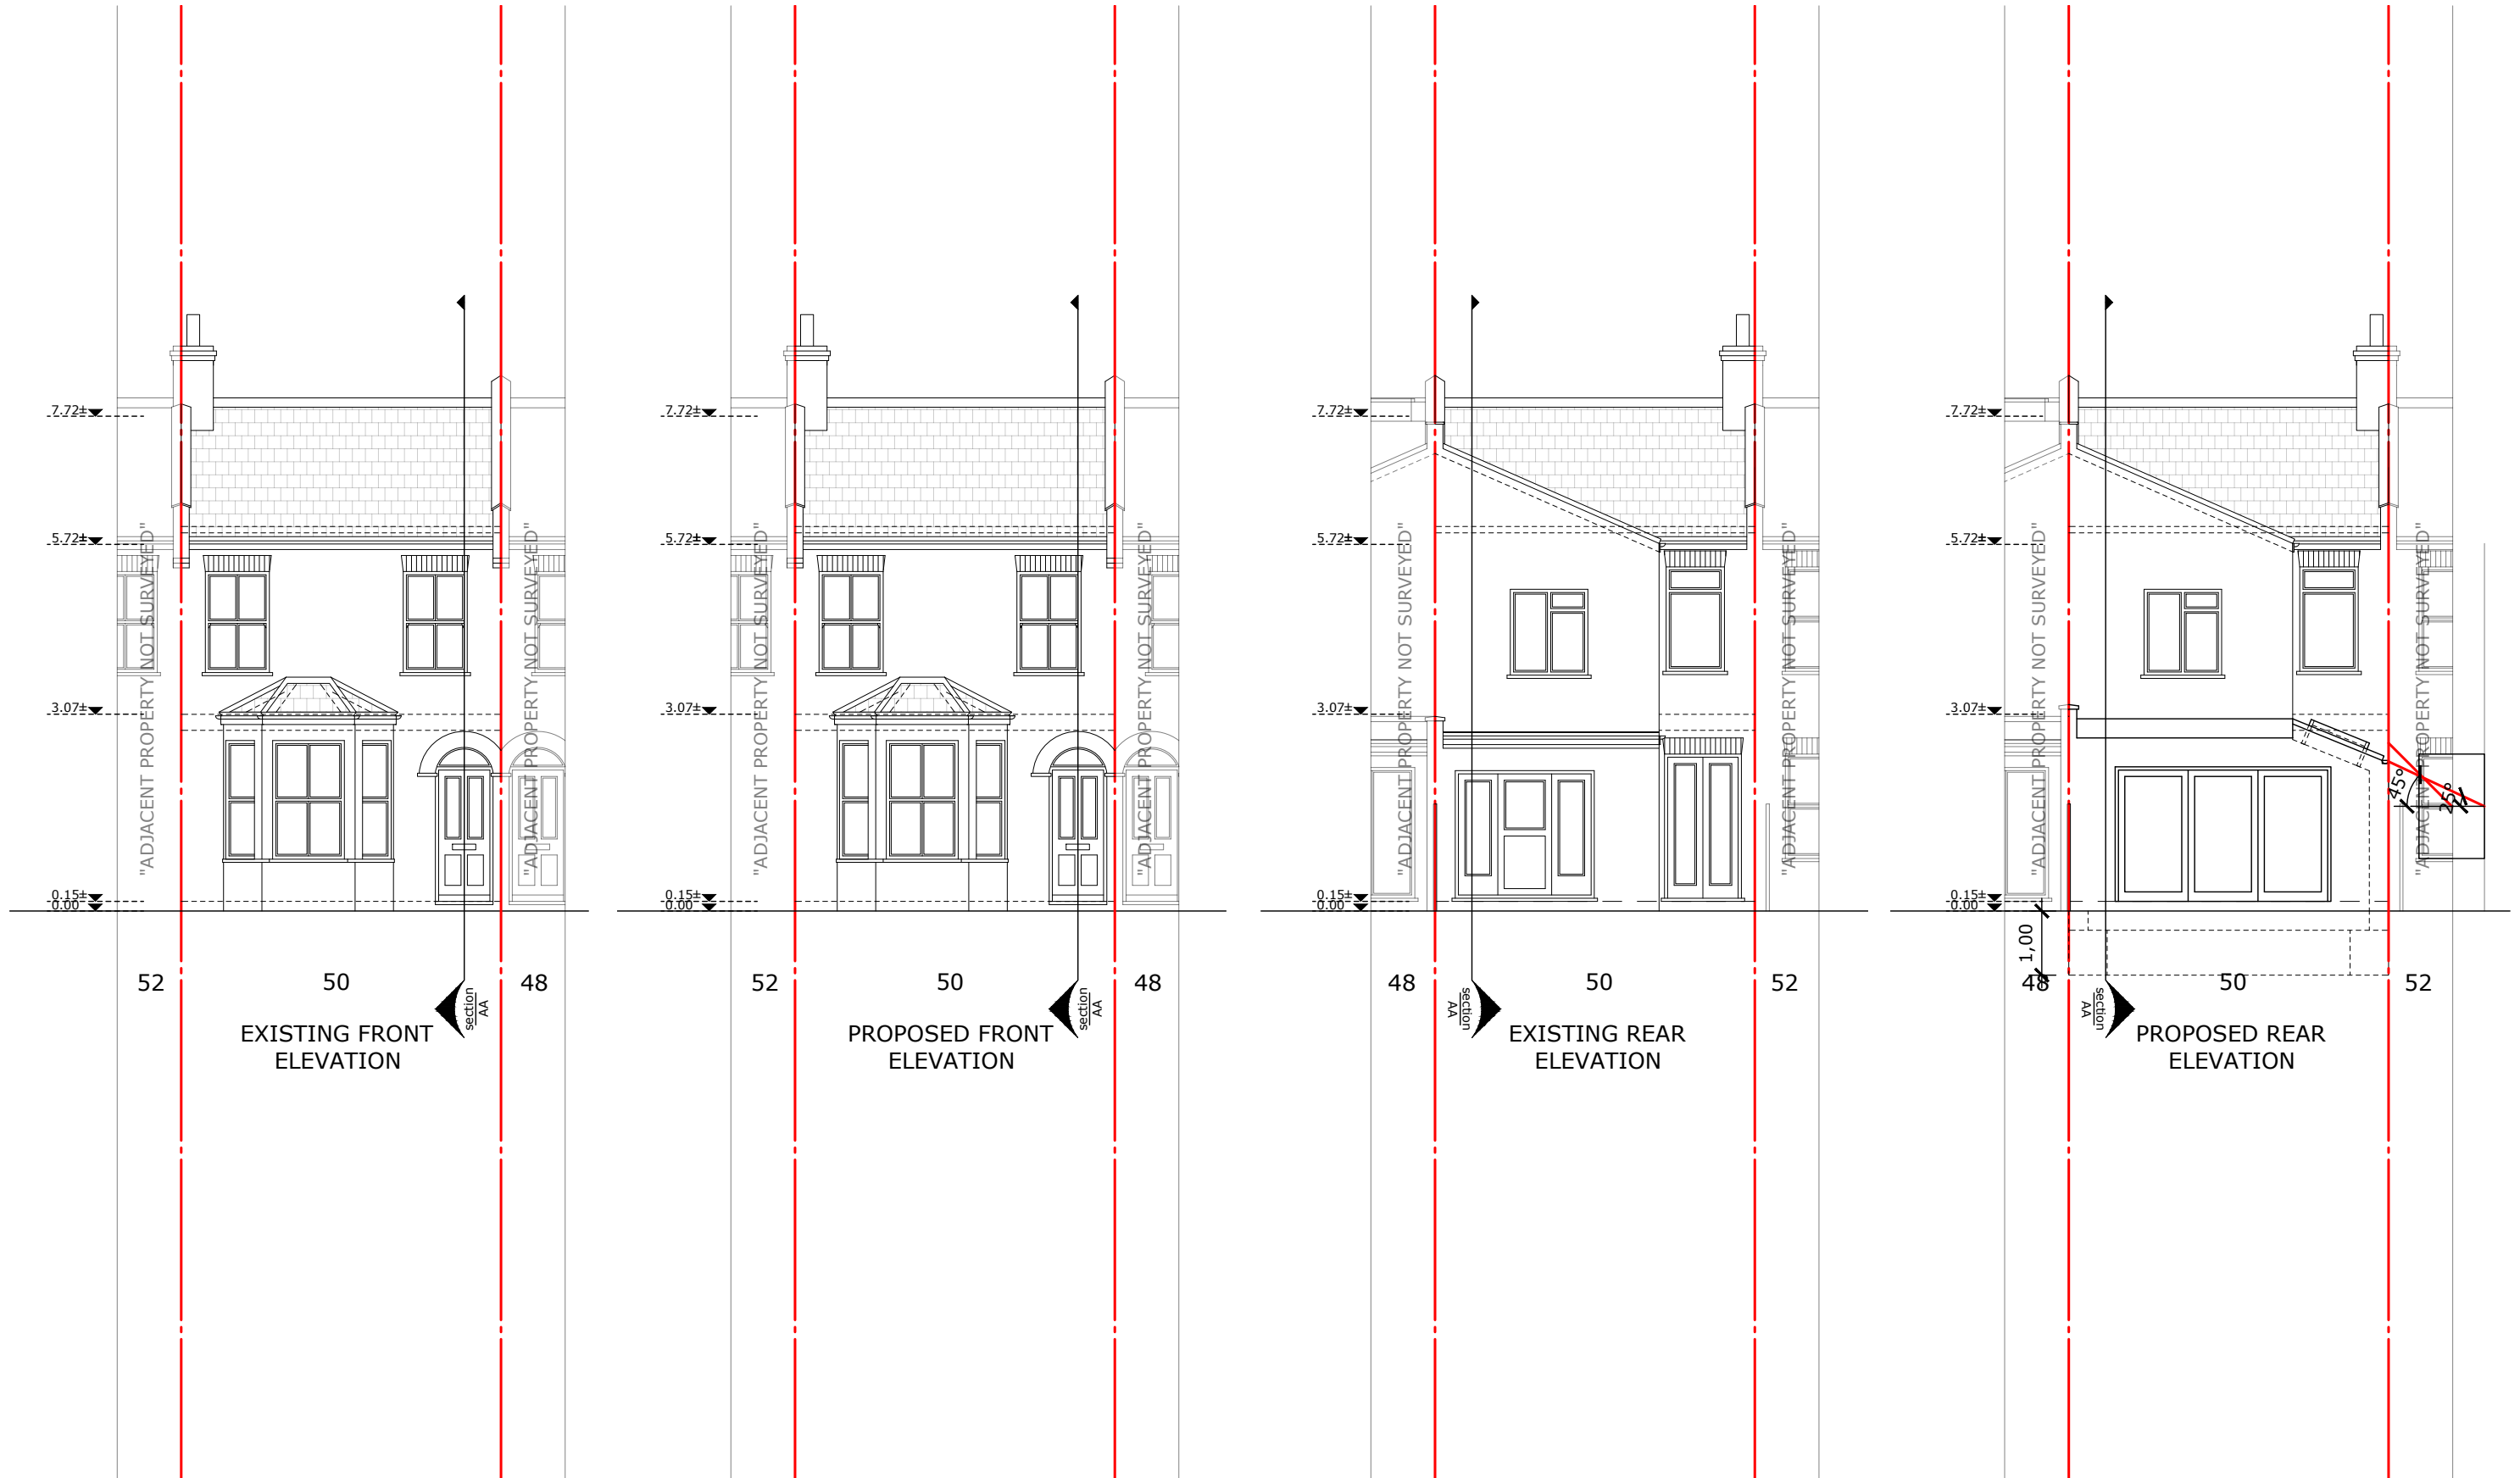 7.72±
5.72±
3.07±
0.15±
0.00
"ADJACENT PROPERTY NOT SURVEYED"
"ADJACENT PROPERTY NOT SURVEYED"
52
50
48
section
AA
EXISTING FRONT
ELEVATION
7.72±
5.72±
3.07±
0.15±
0.00
"ADJACENT PROPERTY NOT SURVEYED"
"ADJACENT PROPERTY NOT SURVEYED"
52
50
48
section
AA
PROPOSED FRONT
ELEVATION
7.72±
5.72±
3.07±
0.15±
0.00
"ADJACENT PROPERTY NOT SURVEYED"
"ADJACENT PROPERTY NOT SURVEYED"
48
50
52
section
AA
EXISTING REAR
ELEVATION
7.72±
5.72±
3.07±
0.15±
0.00
"ADJACENT PROPERTY NOT SURVEYED"
"ADJACENT PROPERTY NOT SURVEYED"
45°
25°
1,00
48
50
52
section
AA
PROPOSED REAR
ELEVATION